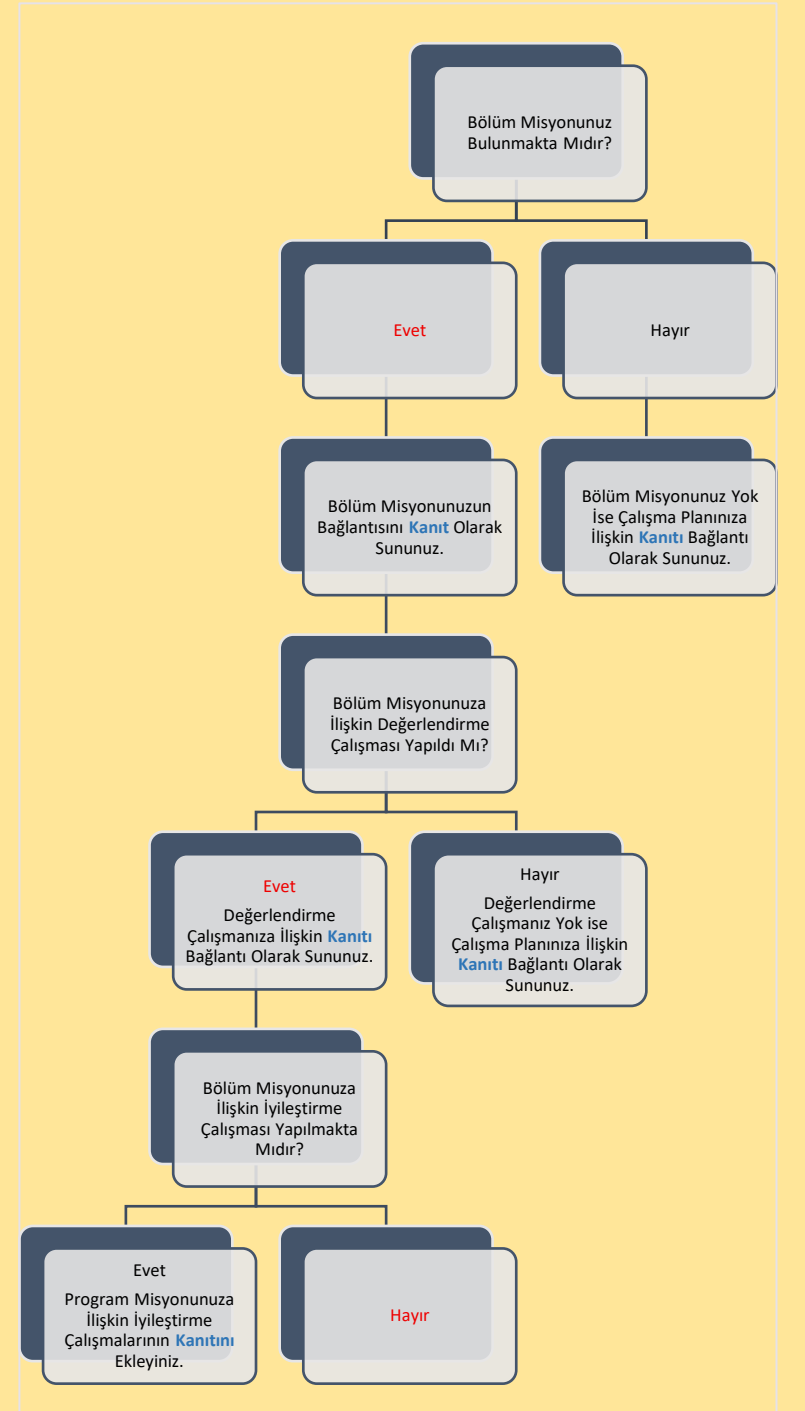 Bölüm Misyonunuz
Bulunmakta Mıdır?
Evet
Hayır
Bölüm Misyonunuzun
Bağlantısını Kanıt Olarak
Sununuz.
Bölüm Misyonunuz Yok
İse Çalışma Planınıza
İlişkin Kanıtı Bağlantı
Olarak Sununuz.
Bölüm Misyonunuza
İlişkin Değerlendirme
Çalışması Yapıldı Mı?
Evet
Değerlendirme
Çalışmanıza İlişkin Kanıtı
Bağlantı Olarak Sununuz.
Hayır
Değerlendirme
Çalışmanız Yok ise
Çalışma Planınıza İlişkin
Kanıtı Bağlantı Olarak
Sununuz.
Bölüm Misyonunuza
İlişkin İyileştirme
Çalışması Yapılmakta
Mıdır?
Evet
Program Misyonunuza
İlişkin İyileştirme
Çalışmalarının Kanıtını
Ekleyiniz.
Hayır